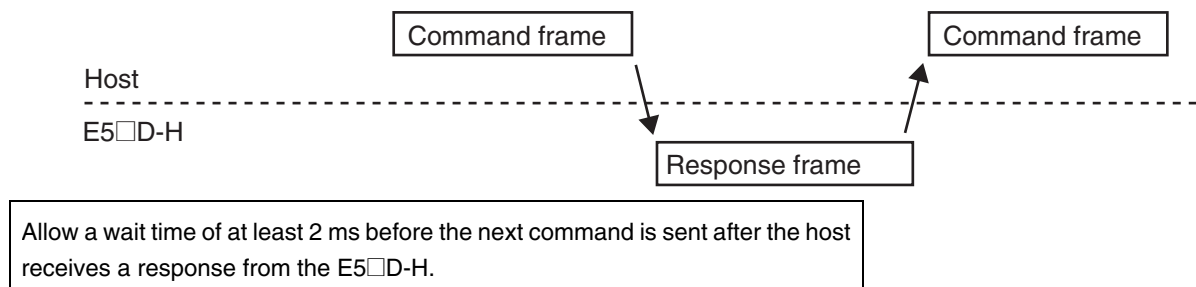 Command frame
Command frame
Host
E5□D-H
Response frame
Allow a wait time of at least 2 ms before the next command is sent after the host
receives a response from the E5□D-H.